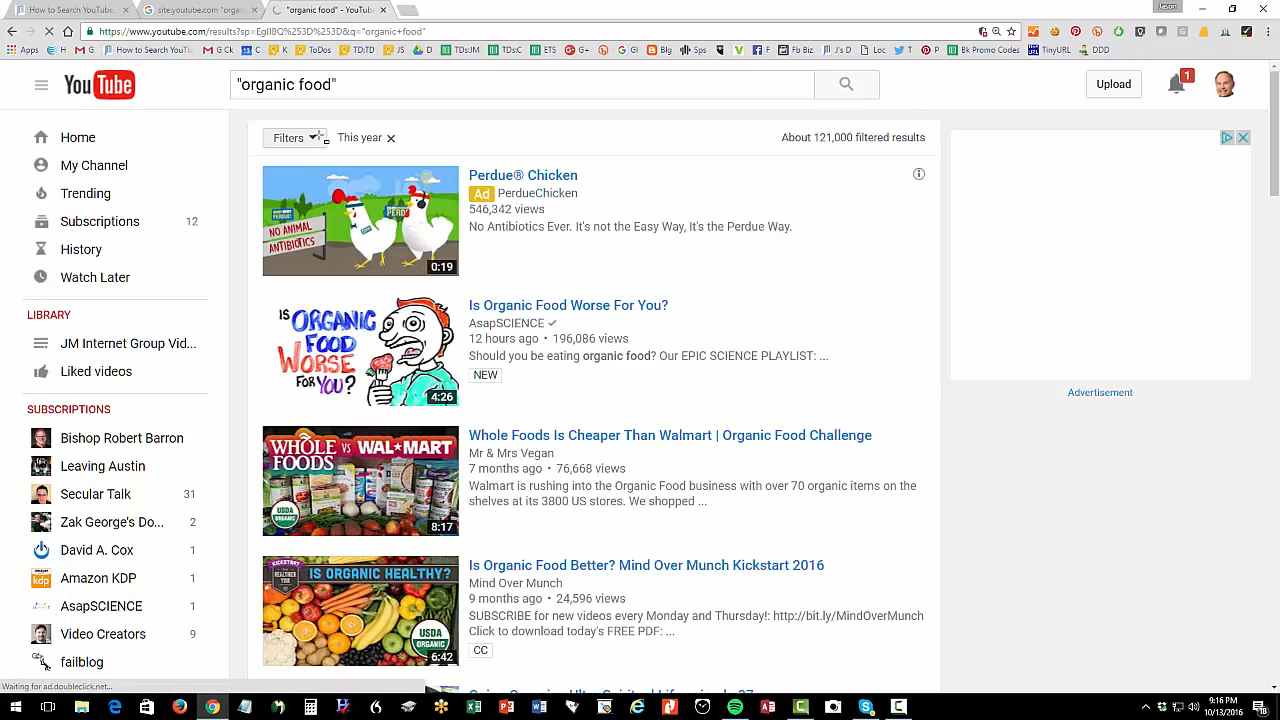 How to Search YouTube
site:youtube.com "organi
"organic food" - YouTub
Jason
https://www.youtube.com/results?sp=EgIIBQ%253D%253D&q="organic+food"
Apps
H
G
How to Search YouTu
G Ck
K
ToDos
TD:TD
J's
D
TDsJM
TDsC
ETS
G+
GI
Blg
Sps
V
F
Fb Biz
J's D
Loc
T
P
Bk Promo Codes
TinyURL
DDD
YouTube
"organic food"
Upload
1
Home
My Channel
Trending
Subscriptions 12
History
Watch Later
LIBRARY
JM Internet Group Vid...
Liked videos
SUBSCRIPTIONS
Bishop Robert Barron
Leaving Austin
Secular Talk 31
Zak George's Do... 2
David A. Cox 1
Amazon KDP 1
AsapSCIENCE 1
Video Creators 9
failblog
Filters
This year
About 121,000 filtered results
NO ANIMAL
ANTIBIOTICS
0:19
Perdue® Chicken
Ad PerdueChicken
546,342 views
No Antibiotics Ever. It's not the Easy Way, It's the Perdue Way.
IS
ORGANIC
FOOD
WORSE
FOR YOU?
4:26
Is Organic Food Worse For You?
AsapSCIENCE
12 hours ago • 196,086 views
Should you be eating organic food? Our EPIC SCIENCE PLAYLIST: ...
NEW
WHOLE FOODS VS WAL★MART
USDA
ORGANIC
8:17
Whole Foods Is Cheaper Than Walmart | Organic Food Challenge
Mr & Mrs Vegan
7 months ago • 76,668 views
Walmart is rushing into the Organic Food business with over 70 organic items on the
shelves at its 3800 US stores. We shopped ...
KICKSTART
IS ORGANIC HEALTHY?
USDA
ORGANIC
6:42
Is Organic Food Better? Mind Over Munch Kickstart 2016
Mind Over Munch
9 months ago • 24,596 views
SUBSCRIBE for new videos every Monday and Thursday!: http://bit.ly/MindOverMunch
Click to download today's FREE PDF: ...
CC
Advertisement
Waiting for ad.doubleclick.net...
9:16 PM
10/13/2016